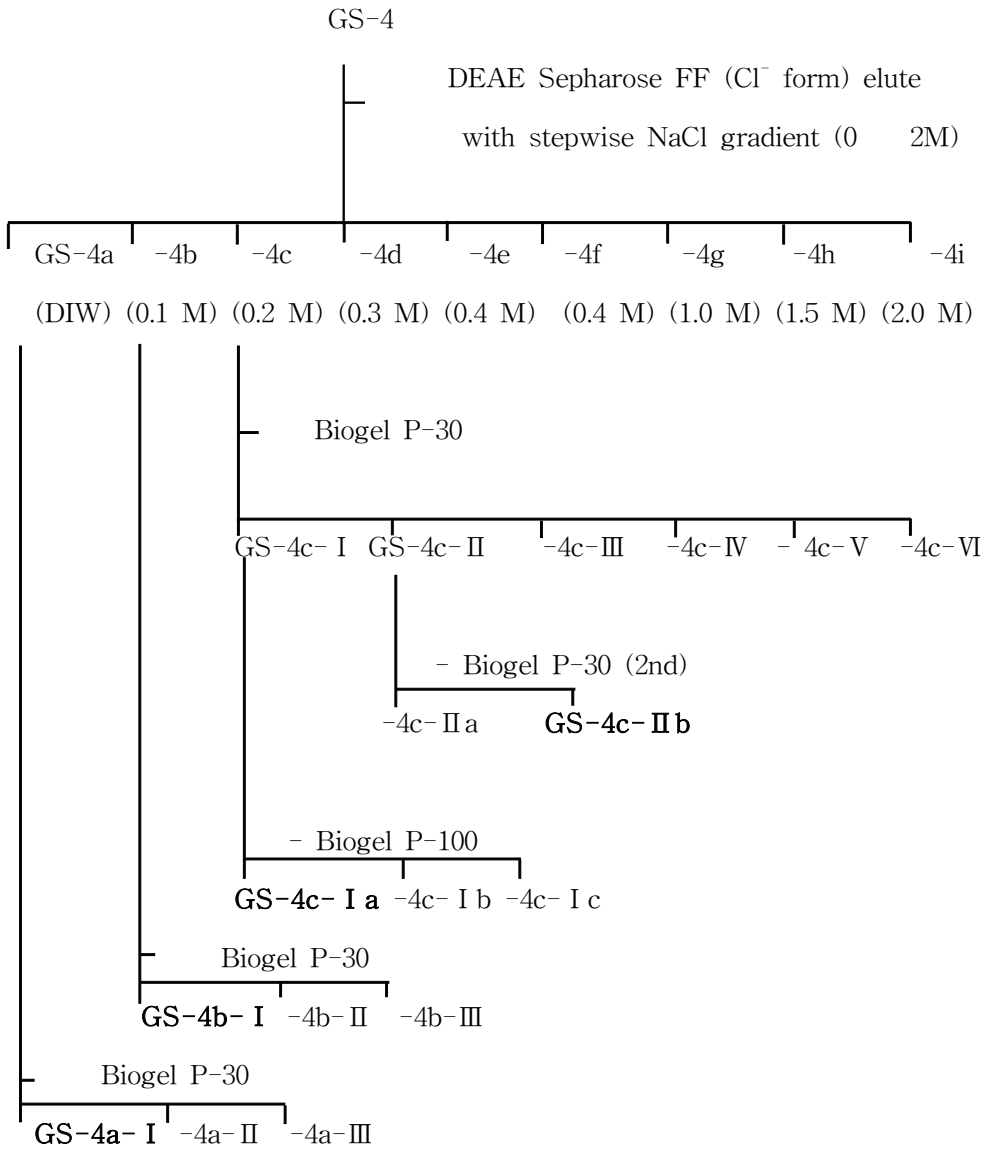 GS-4
DEAE Sepharose FF (Cl⁻ form) elute
with stepwise NaCl gradient (0 2M)
GS-4a -4b -4c -4d -4e -4f -4g -4h -4i
(DIW) (0.1 M) (0.2 M) (0.3 M) (0.4 M) (0.4 M) (1.0 M) (1.5 M) (2.0 M)
Biogel P-30
GS-4c-Ⅰ GS-4c-Ⅱ -4c-Ⅲ -4c-Ⅳ - 4c-Ⅴ -4c-Ⅵ
- Biogel P-30 (2nd)
-4c-Ⅱa GS-4c-Ⅱb
- Biogel P-100
GS-4c-Ⅰa -4c-Ⅰb -4c-Ⅰc
Biogel P-30
GS-4b-Ⅰ -4b-Ⅱ -4b-Ⅲ
Biogel P-30
GS-4a-Ⅰ -4a-Ⅱ -4a-Ⅲ